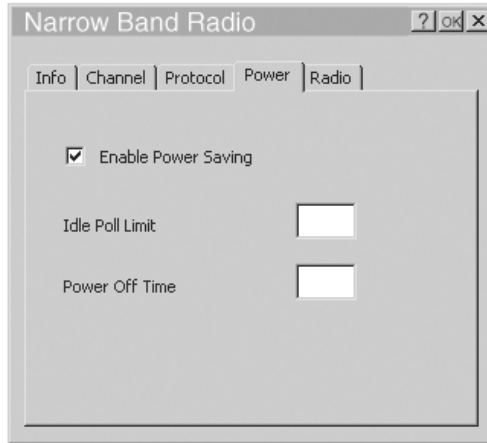 Narrow Band Radio ? OK X
Info Channel Protocol Power Radio
Enable Power Saving
Idle Poll Limit
Power Off Time